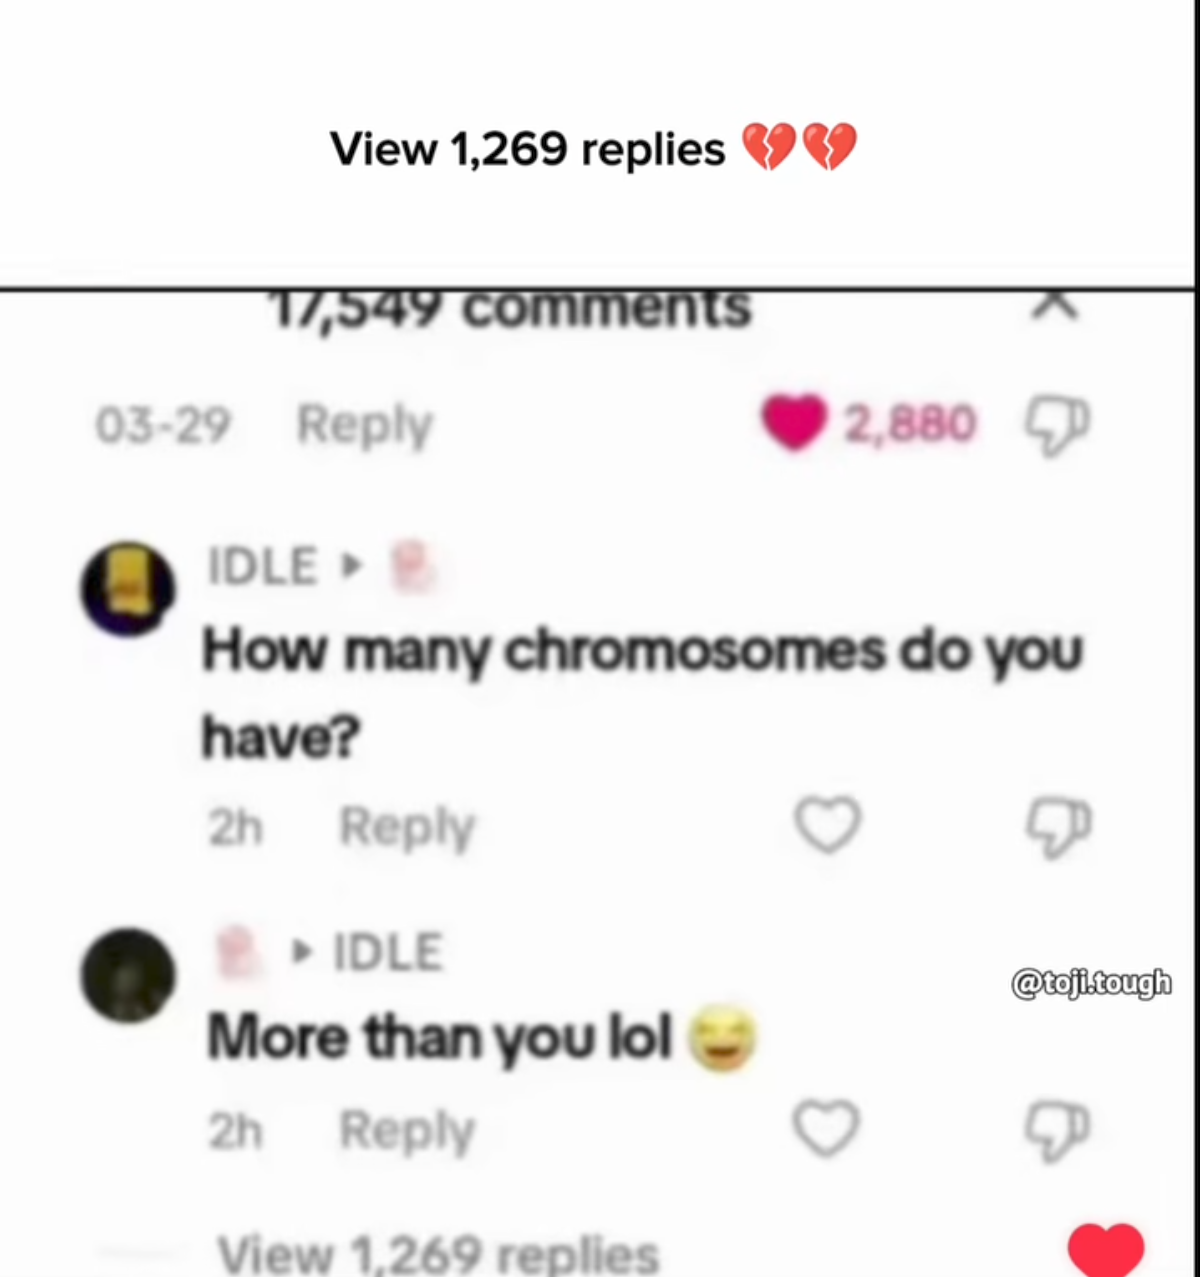 View 1,269 replies 💔💔
17,549 comments
03-29 Reply 2,880
IDLE
How many chromosomes do you
have?
2h Reply
IDLE
@toji.tough
More than you lol 😆
2h Reply
View 1,269 replies